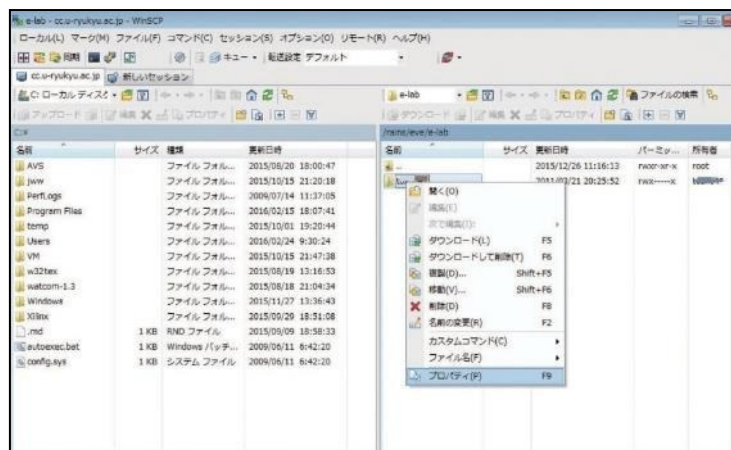 e-lab - cc.u-ryukyu.ac.jp - WinSCP
ローカル(L) マーク(M) ファイル(F) コマンド(C) セッション(S) オプション(O) リモート(R) ヘルプ(H)
同期 キュー 転送設定 デフォルト
cc.u-ryukyu.ac.jp 新しいセッション
C: ローカル ディスク e-lab ファイルの検索
アップロード 編集 プロパティ ダウンロード 編集 プロパティ
C:¥ /rains/eve/e-lab
名前 サイズ 種類 更新日時 名前 サイズ 更新日時 パーミッ... 所有者
AVS ファイル フォル... 2015/08/20 18:00:47 .. 2015/12/26 11:16:13 rwxr-xr-x root
jww ファイル フォル... 2015/10/15 21:20:18 2011/03/21 20:25:52 rwx-----x
PerfLogs ファイル フォル... 2009/07/14 11:37:05
Program Files ファイル フォル... 2016/02/15 18:07:41
temp ファイル フォル... 2015/10/01 19:20:44
Users ファイル フォル... 2016/02/24 9:30:24
VM ファイル フォル... 2015/10/15 21:47:38
w32tex ファイル フォル... 2015/08/19 13:16:53
watcom-1.3 ファイル フォル... 2015/08/18 21:04:34
Windows ファイル フォル... 2015/11/27 13:36:43
Xilinx ファイル フォル... 2015/09/29 18:51:08
.rnd 1 KB RND ファイル 2015/09/09 18:58:33
autoexec.bat 1 KB Windows バッチ... 2009/06/11 6:42:20
config.sys 1 KB システム ファイル 2009/06/11 6:42:20
開く(O)
編集(E)
次で編集(T):
ダウンロード(L) F5
ダウンロードして削除(T) F6
複製(D)... Shift+F5
移動(V)... Shift+F6
削除(D) F8
名前の変更(R) F2
カスタムコマンド(C)
ファイル名(F)
プロパティ(P) F9